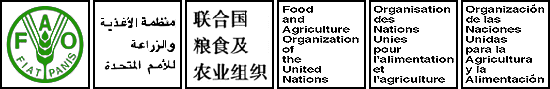 F A O
FIAT PANIS
منظمة الأغذية
والزراعة
للأمم المتحدة
联合国
粮食及
农业组织
Food
and
Agriculture
Organization
of
the
United
Nations
Organisation
des
Nations
Unies
pour
l'alimentation
et
l'agriculture
Organización
de las
Naciones
Unidas
para la
Agricultura
y la
Alimentación